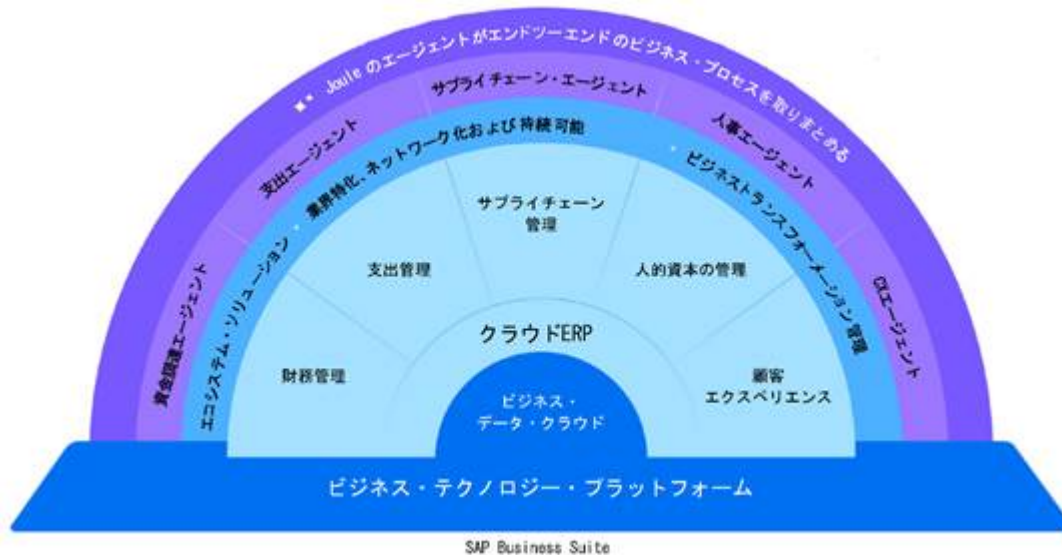 Joule のエージェントがエンドツーエンドのビジネス・プロセスを取りまとめる
資金調達エージェント
支出エージェント
サプライチェーン・エージェント
人事エージェント
CXエージェント
エコシステム・ソリューション • 業界特化、ネットワーク化および持続可能 • ビジネストランスフォーメーション管理
財務管理
支出管理
サプライチェーン
管理
人的資本の管理
顧客
エクスペリエンス
クラウドERP
ビジネス・
データ・クラウド
ビジネス・テクノロジー・プラットフォーム
SAP Business Suite